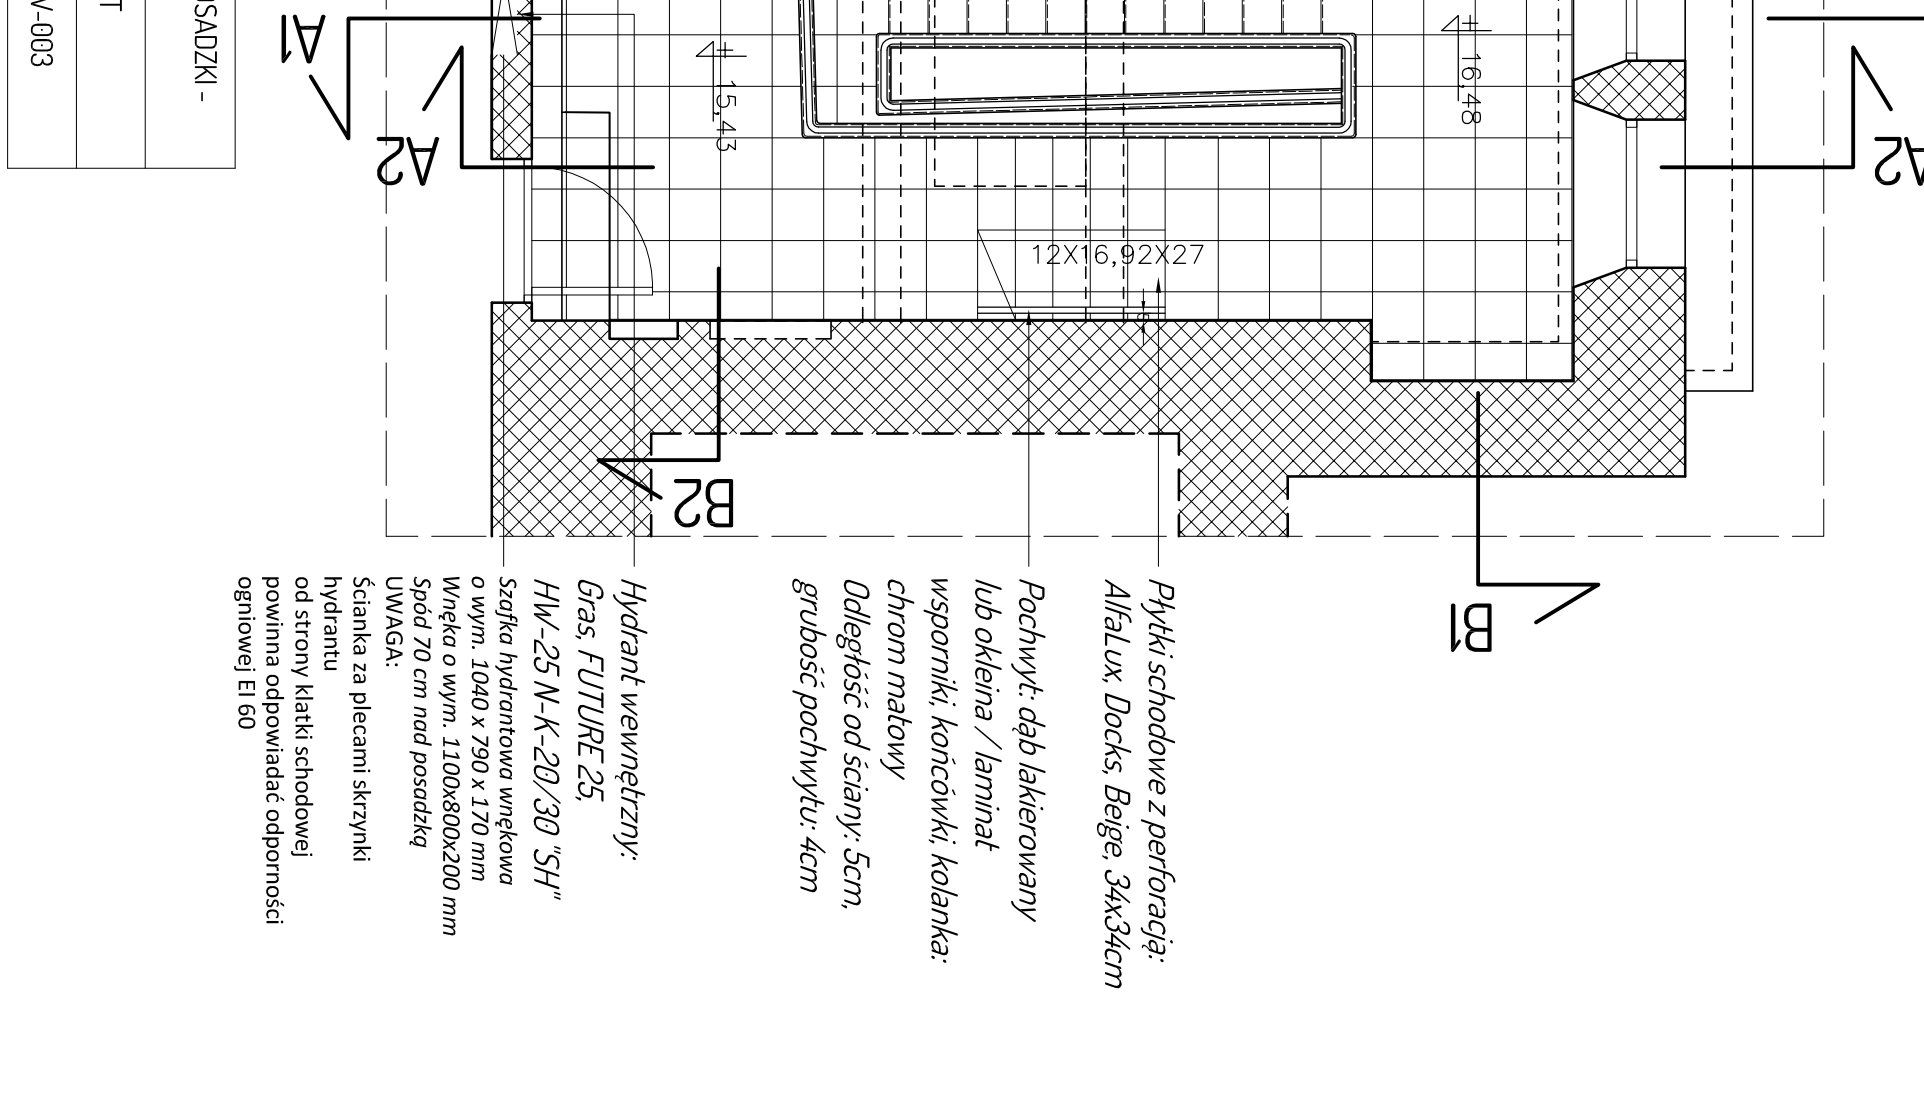 OSADZKI -
T
V-003
A1
A2
15,43
16,48
A2
12X16,92X27
B2
B1
Płytki schodowe z perforacją:
AlfaLux, Docks, Beige, 34x34cm
Pochwyt: dąb lakierowany
lub okleina / laminat
wsporniki, końcówki, kolanka:
chrom matowy
Odległość od ściany: 5cm,
grubość pochwytu: 4cm
Hydrant wewnętrzny:
Gras, FUTURE 25,
HW-25 N-K-20/30 "SH"
Szafka hydrantowa wnękowa
o wym. 1040 x 790 x 170 mm
Wnęka o wym. 1100x800x200 mm
Spód 70 cm nad posadzką
UWAGA:
Ścianka za plecami skrzynki
hydrantu
od strony klatki schodowej
powinna odpowiadać odporności
ogniowej EI 60